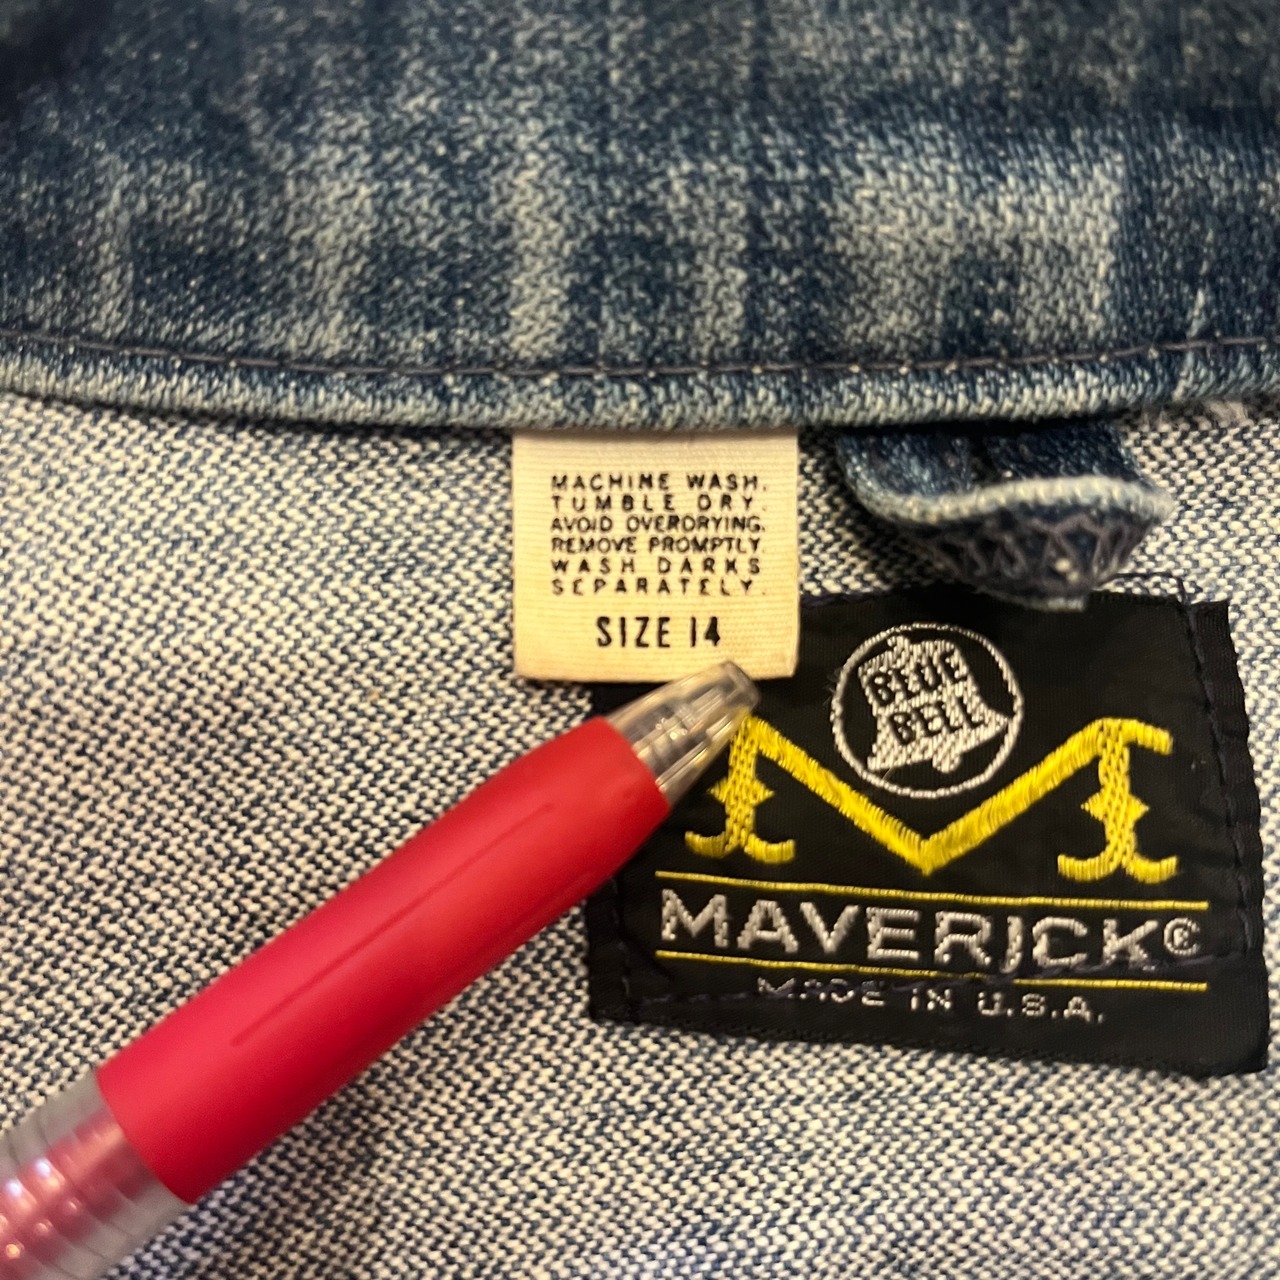 MACHINE WASH.
TUMBLE DRY.
AVOID OVERDRYING.
REMOVE PROMPTLY.
WASH DARKS
SEPARATELY.
SIZE 14
BLUE
BELL
M
MAVERICK©
MADE IN U.S.A.